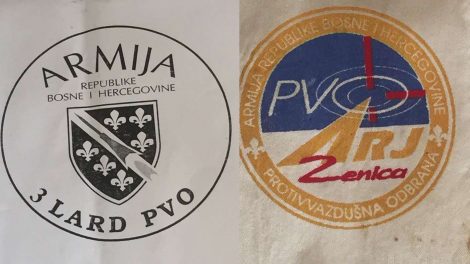 ARMIJA
REPUBLIKE
BOSNE I HERCEGOVINE
3 LARD PVO
ARMIJA REPUBLIKE BOSNE I HERCEGOVINE
PVO
ARJ
Zenica
PROTIVVAZDUŠNA ODBRANA